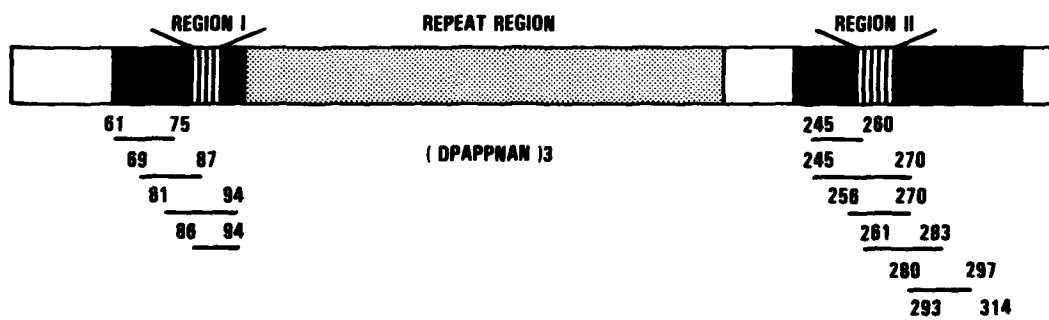 REGION I REPEAT REGION REGION II
61 75 245 260
( DPAPPNAN )3
69 87 245 270
81 94 256 270
86 94 261 283
280 297
293 314